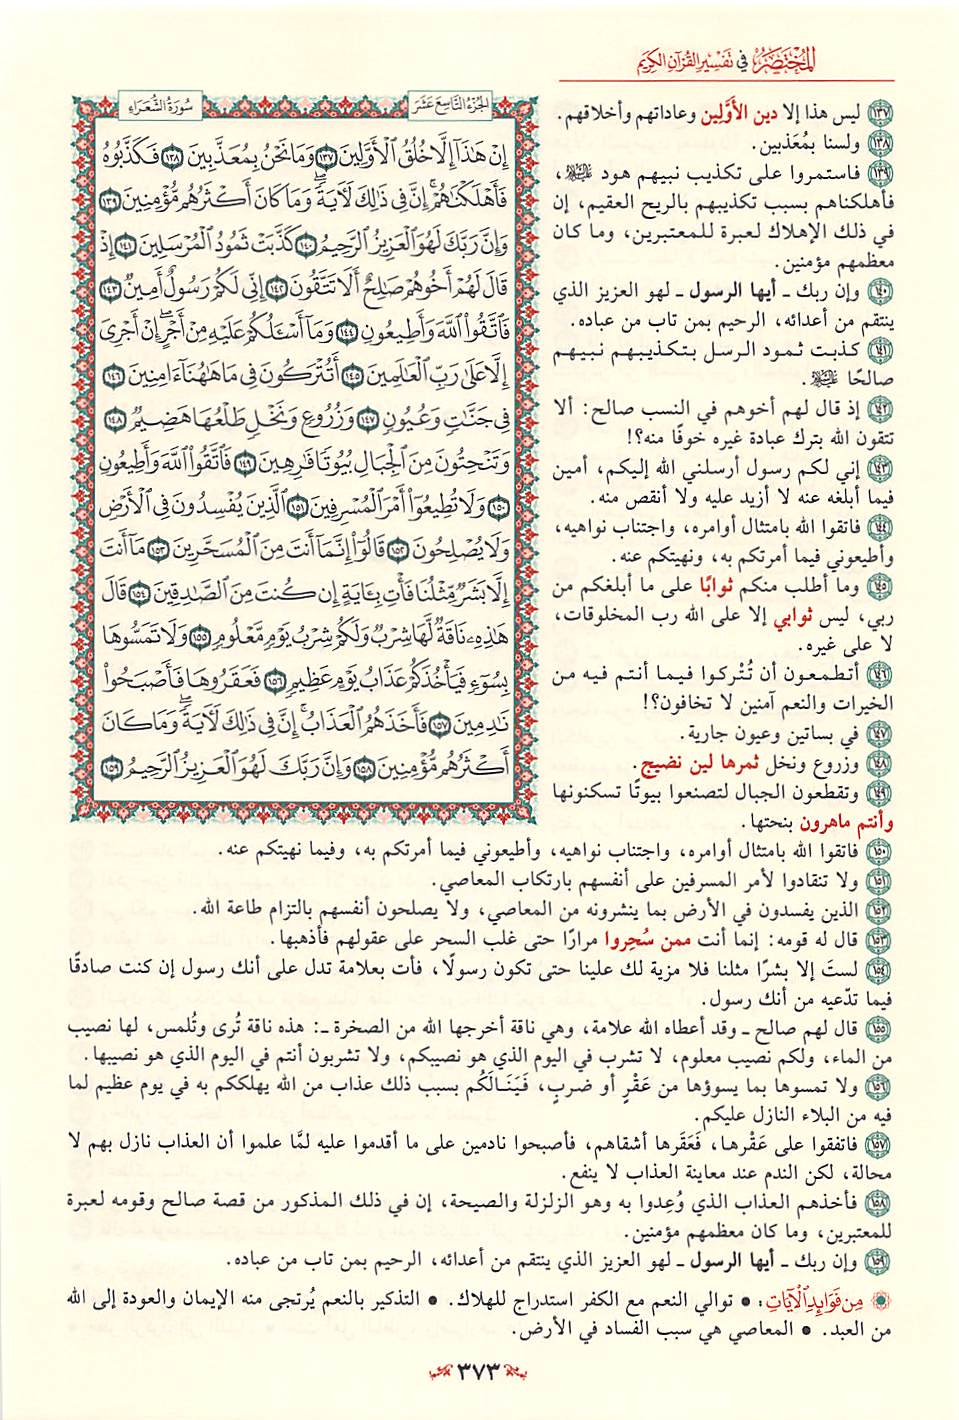 المختصر في تفسير القرآن الكريم
الجزء التاسع عشر
سورة الشعراء
إِنْ هَٰذَآ إِلَّا خُلُقُ ٱلْأَوَّلِينَ ١٣٧ وَمَا نَحْنُ بِمُعَذَّبِينَ ١٣٨ فَكَذَّبُوهُ
فَأَهْلَكْنَٰهُمْ ۗ إِنَّ فِى ذَٰلِكَ لَأٓيَةً ۖ وَمَا كَانَ أَكْثَرُهُم مُّؤْمِنِينَ ١٣٩
وَإِنَّ رَبَّكَ لَهُوَ ٱلْعَزِيزُ ٱلرَّحِيمُ ١٤٠ كَذَّبَتْ ثَمُودُ ٱلْمُرْسَلِينَ ١٤١ إِذْ
قَالَ لَهُمْ أَخُوهُمْ صَٰلِحٌ أَلَا تَتَّقُونَ ١٤٢ إِنِّى لَكُمْ رَسُولٌ أَمِينٌ ١٤٣
فَٱتَّقُوا۟ ٱللَّهَ وَأَطِيعُونِ ١٤٤ وَمَآ أَسْـَٔلُكُمْ عَلَيْهِ مِنْ أَجْرٍ ۖ إِنْ أَجْرِىَ
إِلَّا عَلَىٰ رَبِّ ٱلْعَٰلَمِينَ ١٤٥ أَتُتْرَكُونَ فِى مَا هَٰهُنَآ ءَامِنِينَ ١٤٦
فِى جَنَّٰتٍ وَعُيُونٍ ١٤٧ وَزُرُوعٍ وَنَخْلٍ طَلْعُهَا هَضِيمٌ ١٤٨
وَتَنْحِتُونَ مِنَ ٱلْجِبَالِ بُيُوتًا فَٰرِهِينَ ١٤٩ فَٱتَّقُوا۟ ٱللَّهَ وَأَطِيعُونِ
١٥٠ وَلَا تُطِيعُوٓا۟ أَمْرَ ٱلْمُسْرِفِينَ ١٥١ ٱلَّذِينَ يُفْسِدُونَ فِى ٱلْأَرْضِ
وَلَا يُصْلِحُونَ ١٥٢ قَالُوٓا۟ إِنَّمَآ أَنتَ مِنَ ٱلْمُسَحَّرِينَ ١٥٣ مَآ أَنتَ
إِلَّا بَشَرٌ مِّثْلُنَا فَأْتِ بِـَٔايَةٍ إِن كُنتَ مِنَ ٱلصَّٰدِقِينَ ١٥٤ قَالَ
هَٰذِهِۦ نَاقَةٌ لَّهَا شِرْبٌ وَلَكُمْ شِرْبُ يَوْمٍ مَّعْلُومٍ ١٥٥ وَلَا تَمَسُّوهَا
بِسُوٓءٍ فَيَأْخُذَكُمْ عَذَابُ يَوْمٍ عَظِيمٍ ١٥٦ فَعَقَرُوهَا فَأَصْبَحُوا۟
نَٰدِمِينَ ١٥٧ فَأَخَذَهُمُ ٱلْعَذَابُ ۗ إِنَّ فِى ذَٰلِكَ لَأٓيَةً ۖ وَمَا كَانَ
أَكْثَرُهُم مُّؤْمِنِينَ ١٥٨ وَإِنَّ رَبَّكَ لَهُوَ ٱلْعَزِيزُ ٱلرَّحِيمُ ١٥٩
١٣٧ ليس هذا إلا دين الأوَّلين وعاداتهم وأخلاقهم.
١٣٨ ولسنا بمُعَذبين.
١٣٩ فاستمروا على تكذيب نبيهم هود عليه السلام،
فأهلكناهم بسبب تكذيبهم بالريح العقيم، إن
في ذلك الإهلاك لعبرة للمعتبرين، وما كان
معظمهم مؤمنين.
١٤٠ وإن ربك ـ أيها الرسول ـ لهو العزيز الذي
ينتقم من أعدائه، الرحيم بمن تاب من عباده.
١٤١ كذبت ثمود الرسل بتكذيبهم نبيهم
صالحًا عليه السلام.
١٤٢ إذ قال لهم أخوهم في النسب صالح: ألا
تتقون الله بترك عبادة غيره خوفًا منه؟!
١٤٣ إني لكم رسول أرسلني الله إليكم، أمين
فيما أبلغه عنه لا أزيد عليه ولا أنقص منه.
١٤٤ فاتقوا الله بامتثال أوامره، واجتناب نواهيه،
وأطيعوني فيما أمرتكم به، ونهيتكم عنه.
١٤٥ وما أطلب منكم ثوابًا على ما أبلغكم من
ربي، ليس ثوابي إلا على الله رب المخلوقات،
لا على غيره.
١٤٦ أتطمعون أن تُتْركوا فيما أنتم فيه من
الخيرات والنعم آمنين لا تخافون؟!
١٤٧ في بساتين وعيون جارية.
١٤٨ وزروع ونخل ثمرها لين نضيج.
١٤٩ وتقطعون الجبال لتصنعوا بيوتًا تسكنونها
وأنتم ماهرون بنحتها.
١٥٠ فاتقوا الله بامتثال أوامره، واجتناب نواهيه، وأطيعوني فيما أمرتكم به، وفيما نهيتكم عنه.
١٥١ ولا تنقادوا لأمر المسرفين على أنفسهم بارتكاب المعاصي.
١٥٢ الذين يفسدون في الأرض بما ينشرونه من المعاصي، ولا يصلحون أنفسهم بالتزام طاعة الله.
١٥٣ قال له قومه: إنما أنت ممن سُحِروا مرارًا حتى غلب السحر على عقولهم فأذهبها.
١٥٤ لستَ إلا بشرًا مثلنا فلا مزية لك علينا حتى تكون رسولًا، فأت بعلامة تدل على أنك رسول إن كنت صادقًا
فيما تدّعيه من أنك رسول.
١٥٥ قال لهم صالح ـ وقد أعطاه الله علامة، وهي ناقة أخرجها الله من الصخرة ـ: هذه ناقة تُرى وتُلمس، لها نصيب
من الماء، ولكم نصيب معلوم، لا تشرب في اليوم الذي هو نصيبكم، ولا تشربون أنتم في اليوم الذي هو نصيبها.
١٥٦ ولا تمسوها بما يسوؤها من عَقْرٍ أو ضربٍ، فَيَنَالَكُم بسبب ذلك عذاب من الله يهلككم به في يوم عظيم لما
فيه من البلاء النازل عليكم.
١٥٧ فاتفقوا على عَقْرها، فَعَقَرها أشقاهم، فأصبحوا نادمين على ما أقدموا عليه لمَّا علموا أن العذاب نازل بهم لا
محالة، لكن الندم عند معاينة العذاب لا ينفع.
١٥٨ فأخذهم العذاب الذي وُعِدوا به وهو الزلزلة والصيحة، إن في ذلك المذكور من قصة صالح وقومه لعبرة
للمعتبرين، وما كان معظمهم مؤمنين.
١٥٩ وإن ربك ـ أيها الرسول ـ لهو العزيز الذي ينتقم من أعدائه، الرحيم بمن تاب من عباده.
من فوائد الآيات: • توالي النعم مع الكفر استدراج للهلاك. • التذكير بالنعم يُرتجى منه الإيمان والعودة إلى الله
من العبد. • المعاصي هي سبب الفساد في الأرض.
٣٧٣